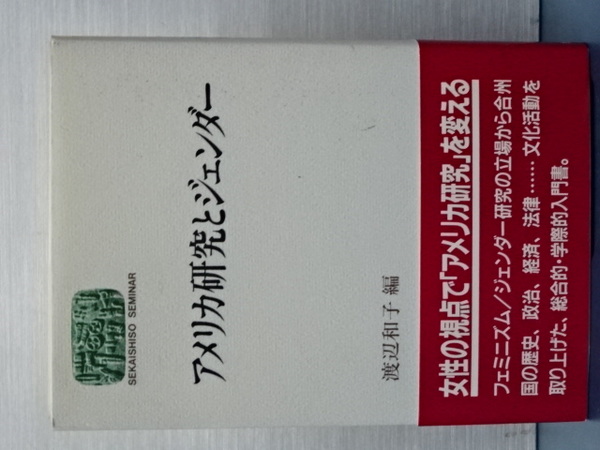 SEKAISHISO SEMINAR
アメリカ研究とジェンダー
渡辺和子 編
女性の視点で「アメリカ研究」を変える
フェミニズム／ジェンダー研究の立場から合州
国の歴史、政治、経済、法律……文化活動を
取り上げた、総合的・学際的入門書。